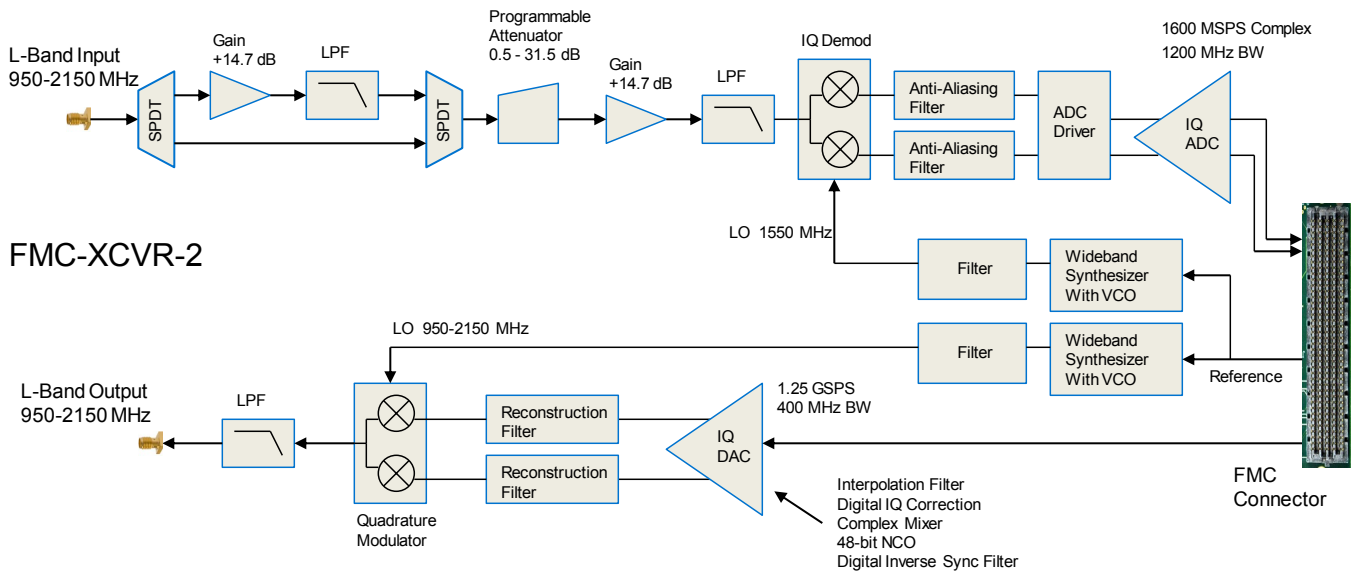 L-Band Input
950-2150 MHz
SPDT
Gain
+14.7 dB
LPF
SPDT
Programmable
Attenuator
0.5 - 31.5 dB
Gain
+14.7 dB
LPF
IQ Demod
Anti-Aliasing
Filter
Anti-Aliasing
Filter
ADC
Driver
1600 MSPS Complex
1200 MHz BW
IQ
ADC
FMC-XCVR-2
LO 1550 MHz
Filter
Wideband
Synthesizer
With VCO
LO 950-2150 MHz
Filter
Wideband
Synthesizer
With VCO
Reference
L-Band Output
950-2150 MHz
LPF
Quadrature
Modulator
Reconstruction
Filter
Reconstruction
Filter
1.25 GSPS
400 MHz BW
IQ
DAC
Interpolation Filter
Digital IQ Correction
Complex Mixer
48-bit NCO
Digital Inverse Sync Filter
FMC
Connector